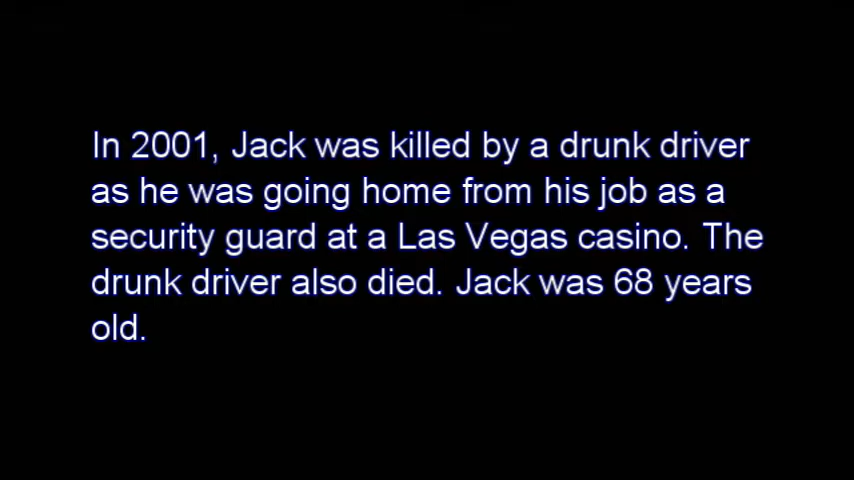 In 2001, Jack was killed by a drunk driver
as he was going home from his job as a
security guard at a Las Vegas casino. The
drunk driver also died. Jack was 68 years
old.